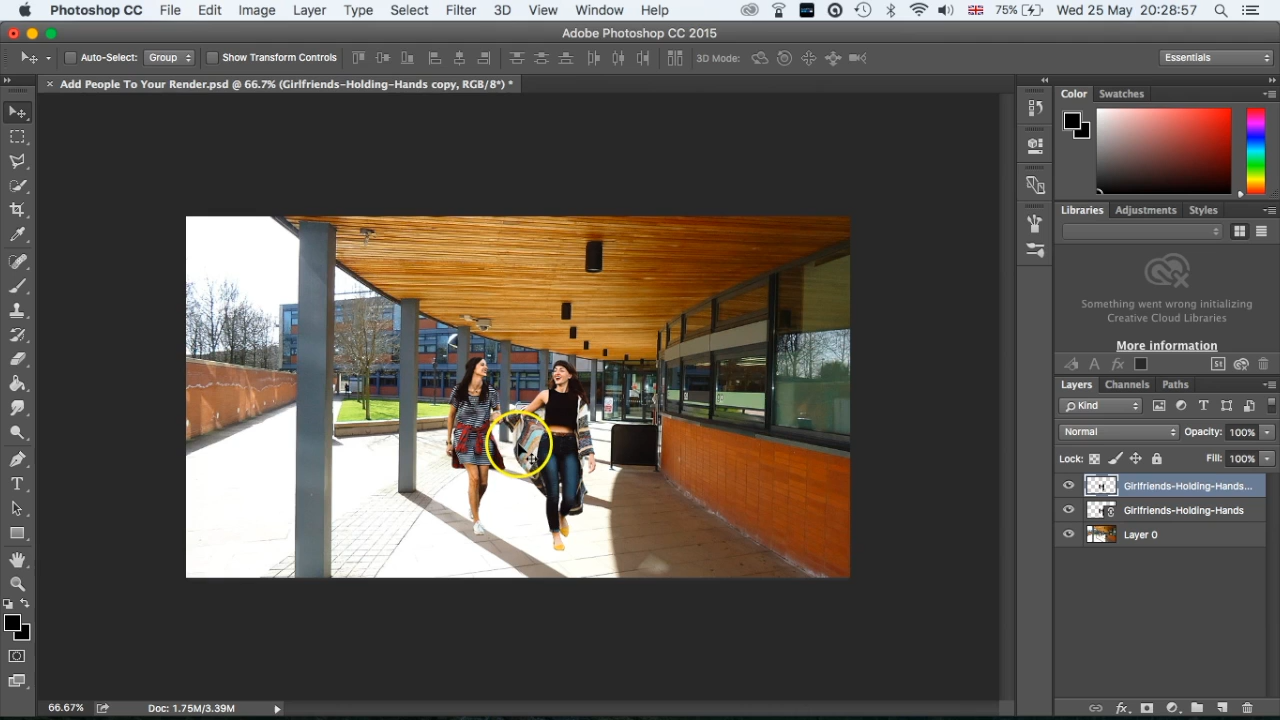 Photoshop CC File Edit Image Layer Type Select Filter 3D View Window Help 75% Wed 25 May 20:28:57
Adobe Photoshop CC 2015
Auto-Select: Group Show Transform Controls 3D Mode: Essentials
Add People To Your Render.psd @ 66.7% (Girlfriends-Holding-Hands copy, RGB/8*) *
Color Swatches
Libraries Adjustments Styles
Something went wrong initializing
Creative Cloud Libraries
More information
Layers Channels Paths
Kind
Normal Opacity: 100%
Lock: Fill: 100%
Girlfriends-Holding-Hands...
Girlfriends-Holding-Hands
Layer 0
66.67% Doc: 1.75M/3.39M